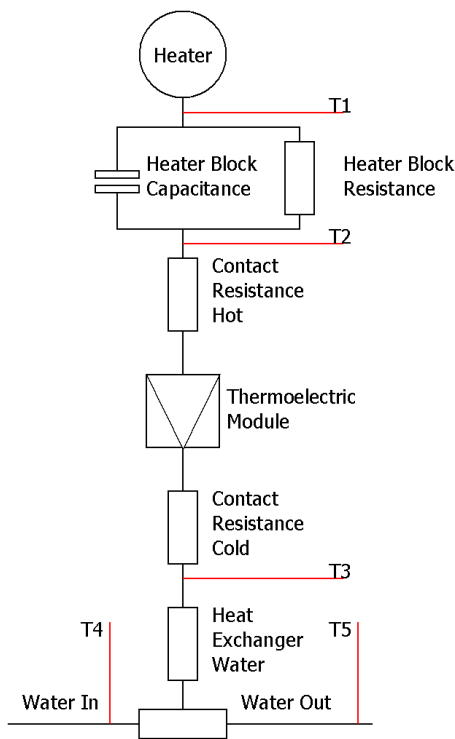 Heater
T1
Heater Block
Capacitance
Heater Block
Resistance
T2
Contact
Resistance
Hot
Thermoelectric
Module
Contact
Resistance
Cold
T3
T4
Heat
Exchanger
Water
T5
Water In
Water Out